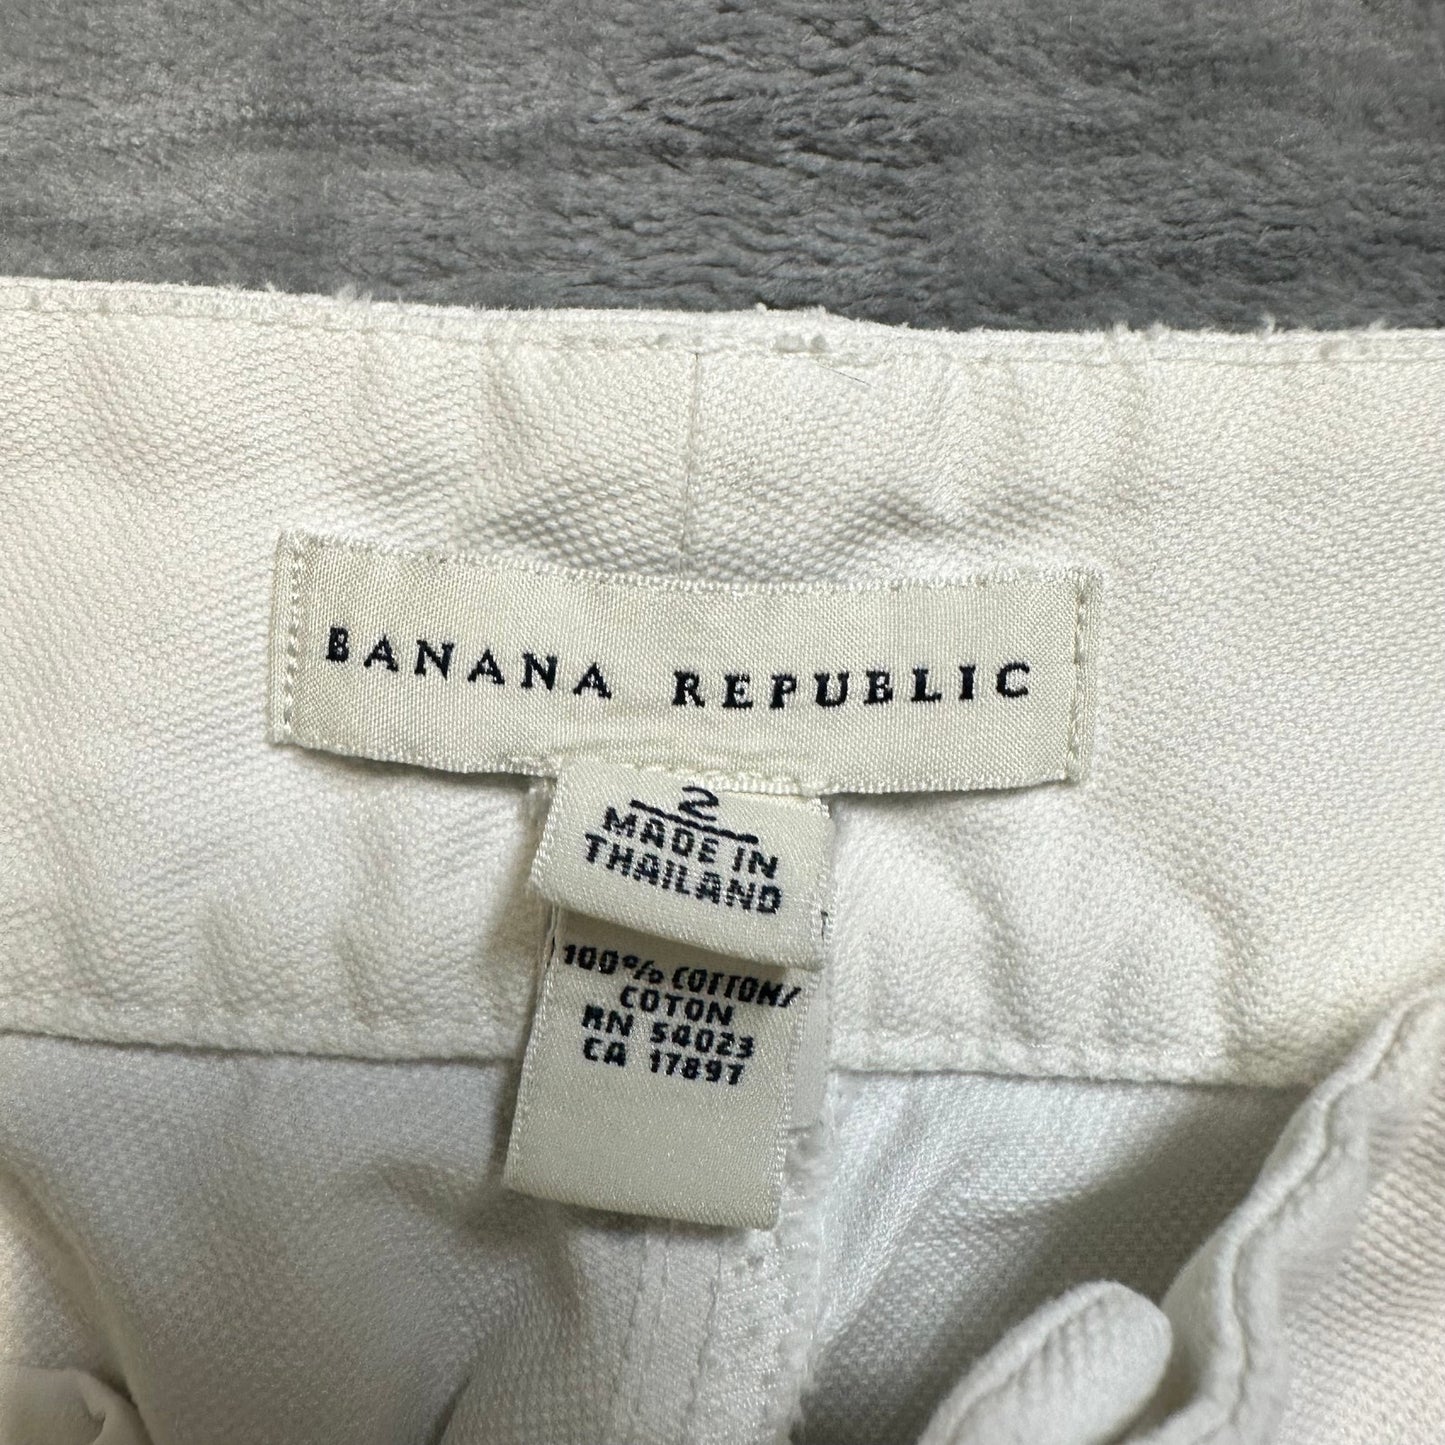 BANANA REPUBLIC
2
MADE IN
THAILAND
100% COTTON/
COTON
RN 54023
CA 17897